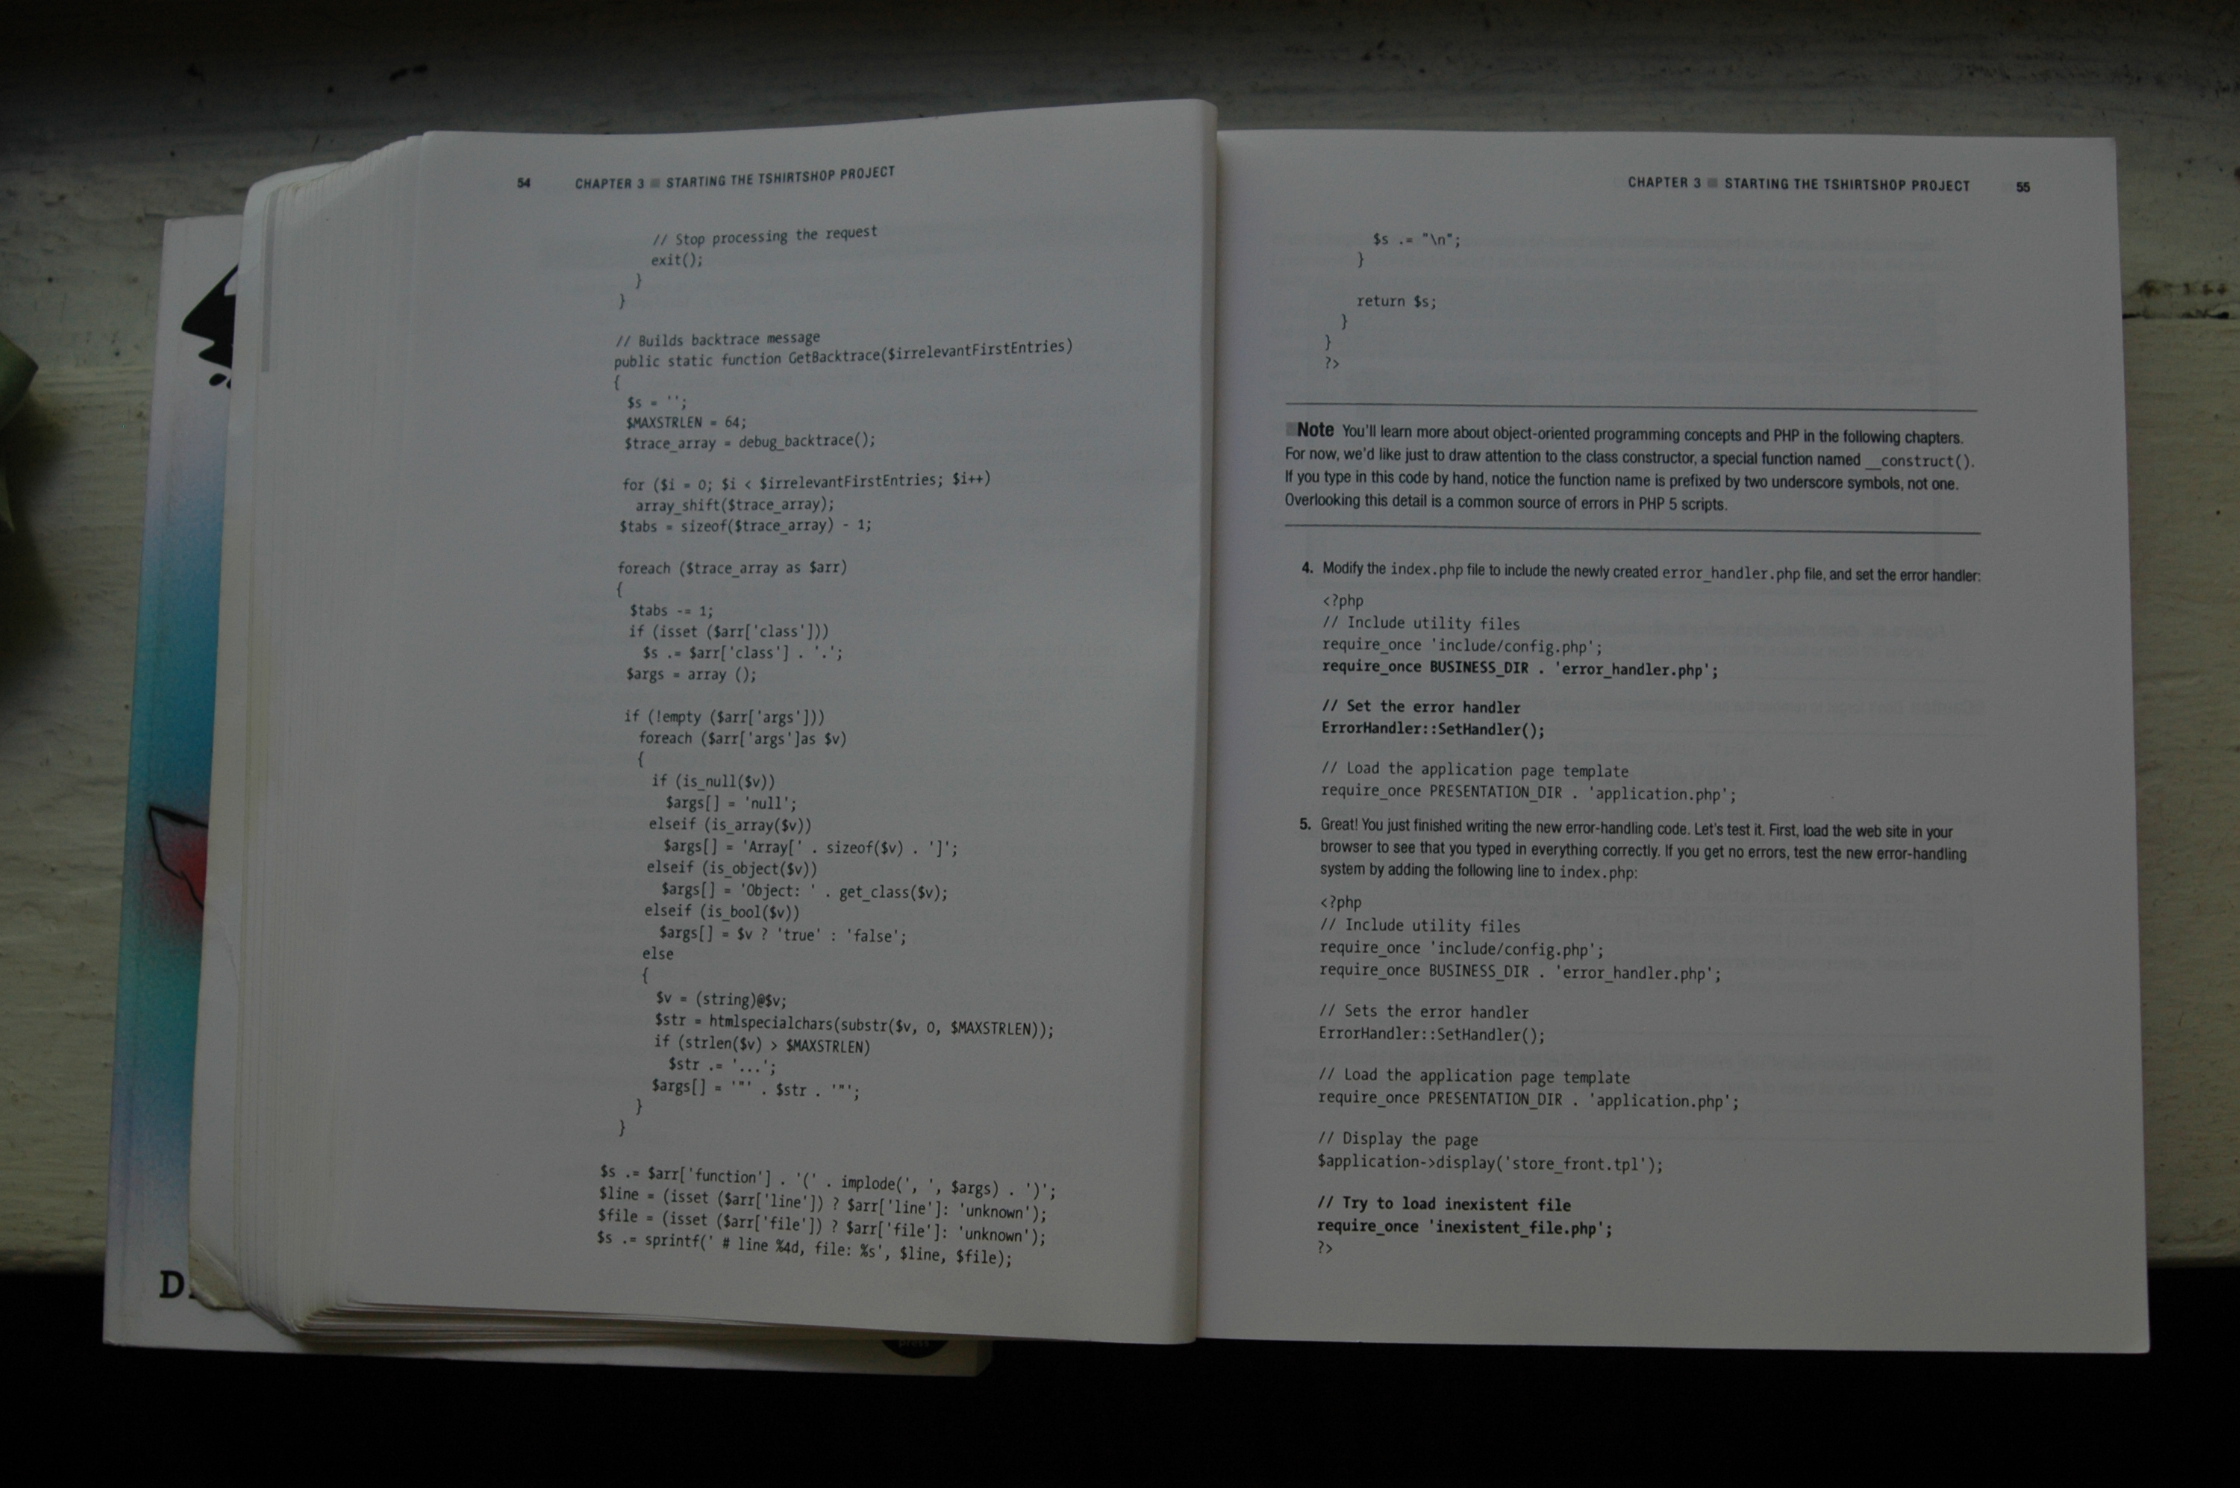 54 CHAPTER 3 ■ STARTING THE TSHIRTSHOP PROJECT
// Stop processing the request
exit();
}
}
// Builds backtrace message
public static function GetBacktrace($irrelevantFirstEntries)
{
$s = '';
$MAXSTRLEN = 64;
$trace_array = debug_backtrace();
for ($i = 0; $i < $irrelevantFirstEntries; $i++)
array_shift($trace_array);
$tabs = sizeof($trace_array) - 1;
foreach ($trace_array as $arr)
{
$tabs -= 1;
if (isset ($arr['class']))
$s .= $arr['class'] . '.';
$args = array ();
if (!empty ($arr['args']))
foreach ($arr['args']as $v)
{
if (is_null($v))
$args[] = 'null';
elseif (is_array($v))
$args[] = 'Array[' . sizeof($v) . ']';
elseif (is_object($v))
$args[] = 'Object: ' . get_class($v);
elseif (is_bool($v))
$args[] = $v ? 'true' : 'false';
else
{
$v = (string)@$v;
$str = htmlspecialchars(substr($v, 0, $MAXSTRLEN));
if (strlen($v) > $MAXSTRLEN)
$str .= '...';
$args[] = '"' . $str . '"';
}
}
$s .= $arr['function'] . '(' . implode(', ', $args) . ')';
$line = (isset ($arr['line']) ? $arr['line']: 'unknown');
$file = (isset ($arr['file']) ? $arr['file']: 'unknown');
$s .= sprintf(' # line %4d, file: %s', $line, $file);
CHAPTER 3 ■ STARTING THE TSHIRTSHOP PROJECT 55
$s .= "\n";
}
return $s;
}
}
?>
Note You'll learn more about object-oriented programming concepts and PHP in the following chapters.
For now, we'd like just to draw attention to the class constructor, a special function named __construct().
If you type in this code by hand, notice the function name is prefixed by two underscore symbols, not one.
Overlooking this detail is a common source of errors in PHP 5 scripts.
4. Modify the index.php file to include the newly created error_handler.php file, and set the error handler:
<?php
// Include utility files
require_once 'include/config.php';
require_once BUSINESS_DIR . 'error_handler.php';
// Set the error handler
ErrorHandler::SetHandler();
// Load the application page template
require_once PRESENTATION_DIR . 'application.php';
5. Great! You just finished writing the new error-handling code. Let's test it. First, load the web site in your
browser to see that you typed in everything correctly. If you get no errors, test the new error-handling
system by adding the following line to index.php:
<?php
// Include utility files
require_once 'include/config.php';
require_once BUSINESS_DIR . 'error_handler.php';
// Sets the error handler
ErrorHandler::SetHandler();
// Load the application page template
require_once PRESENTATION_DIR . 'application.php';
// Display the page
$application->display('store_front.tpl');
// Try to load inexistent file
require_once 'inexistent_file.php';
?>